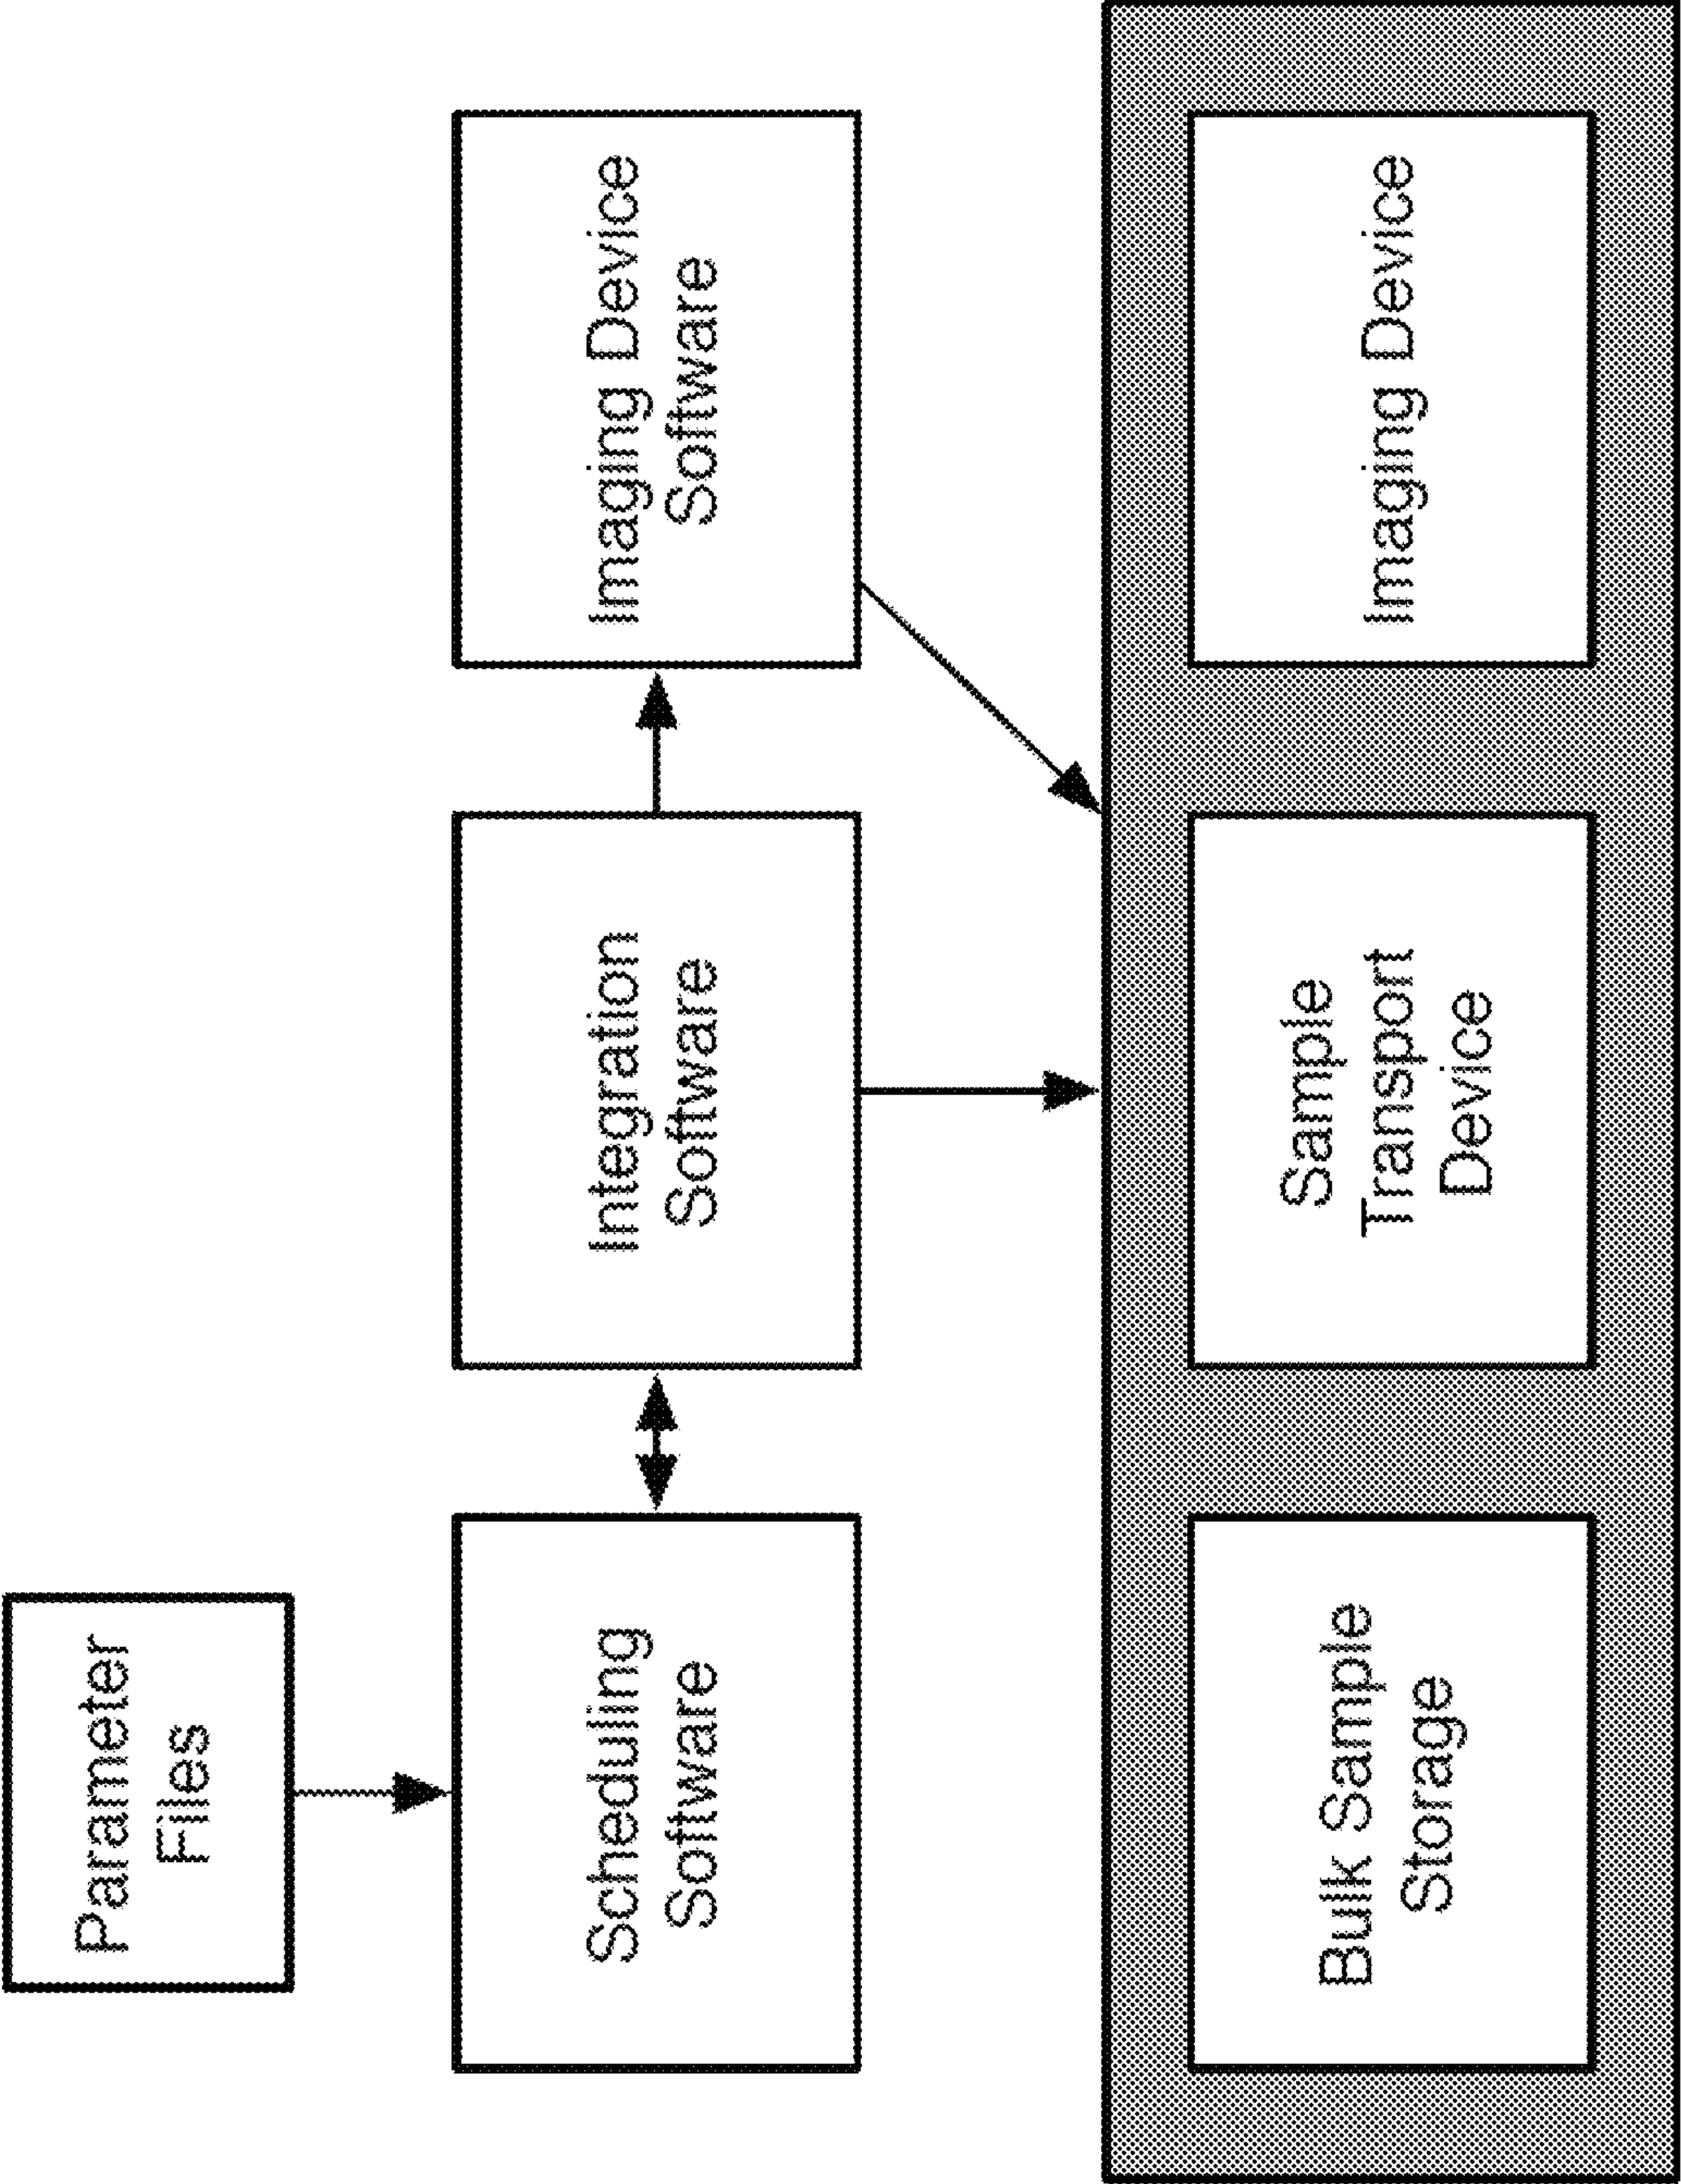 Parameter
Files
Scheduling
Software
Integration
Software
Imaging Device
Software
Bulk Sample
Storage
Sample
Transport
Device
Imaging Device